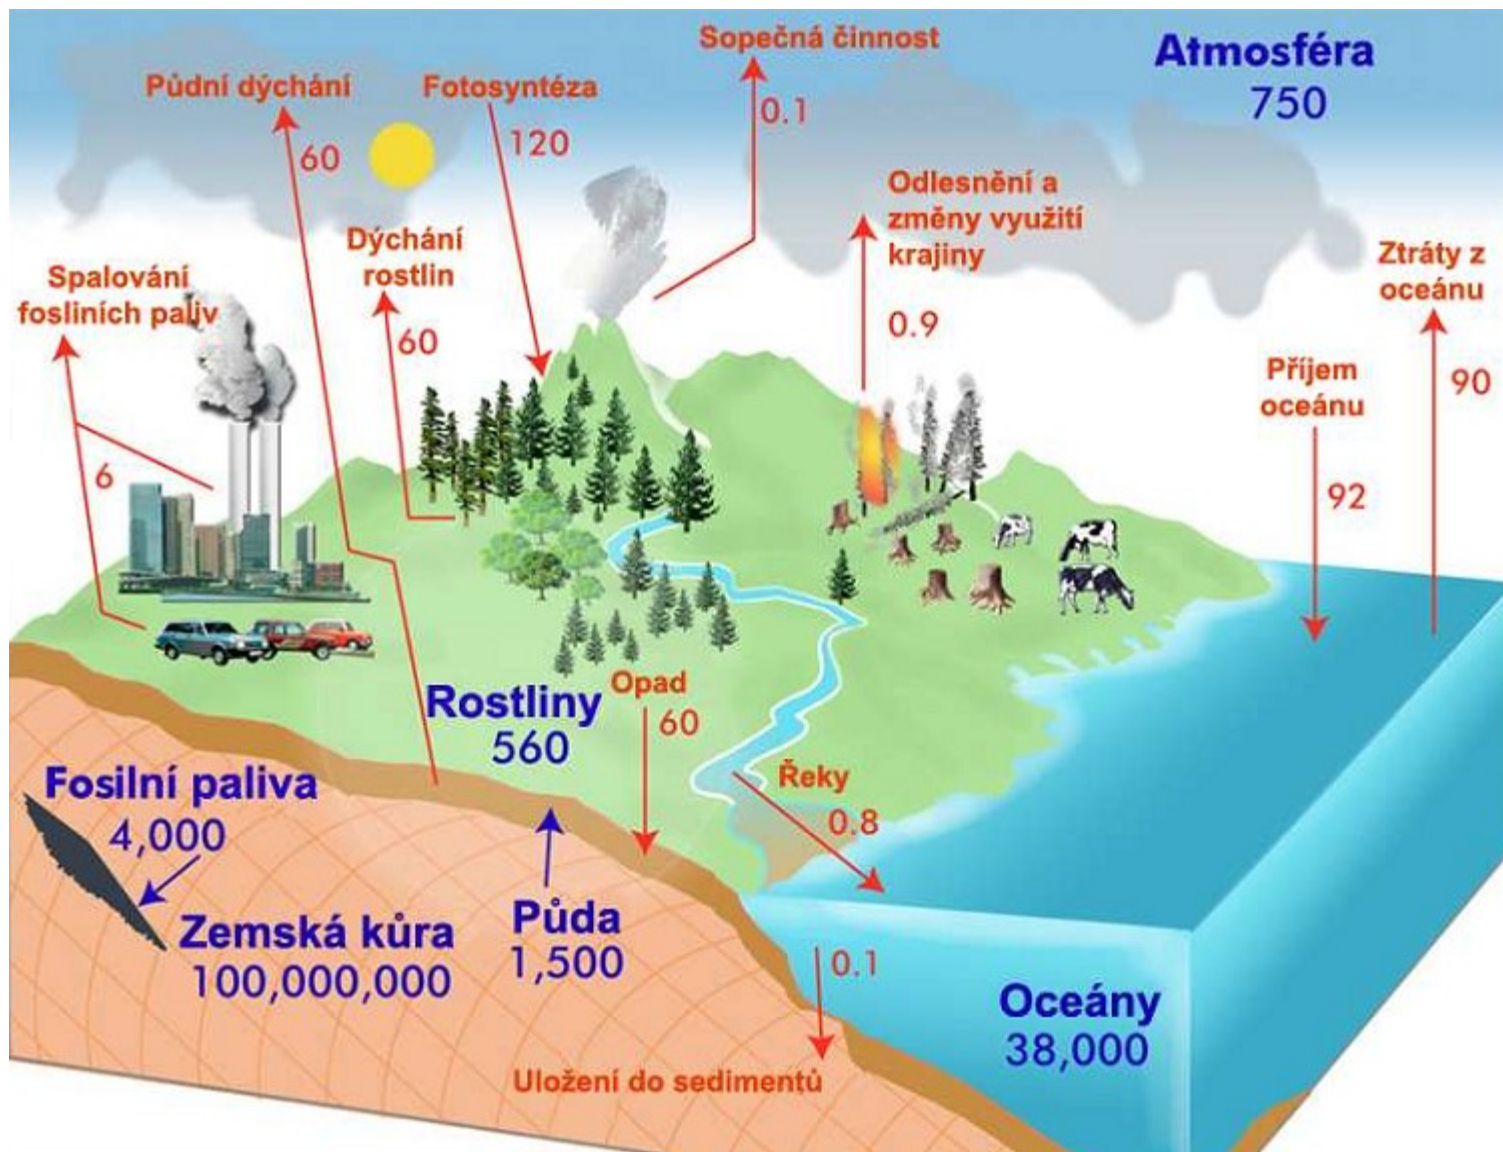 Sopečná činnost
0.1
Atmosféra
750
Půdní dýchání
60
Fotosyntéza
120
Odlesnění a
změny využití
krajiny
0.9
Dýchání
rostlin
60
Ztráty z
oceánu
90
Spalování
fosliních paliv
6
Příjem
oceánu
92
Rostliny
560
Opad
60
Řeky
0.8
Fosilní paliva
4,000
Zemská kůra
100,000,000
Půda
1,500
0.1
Oceány
38,000
Uložení do sedimentů